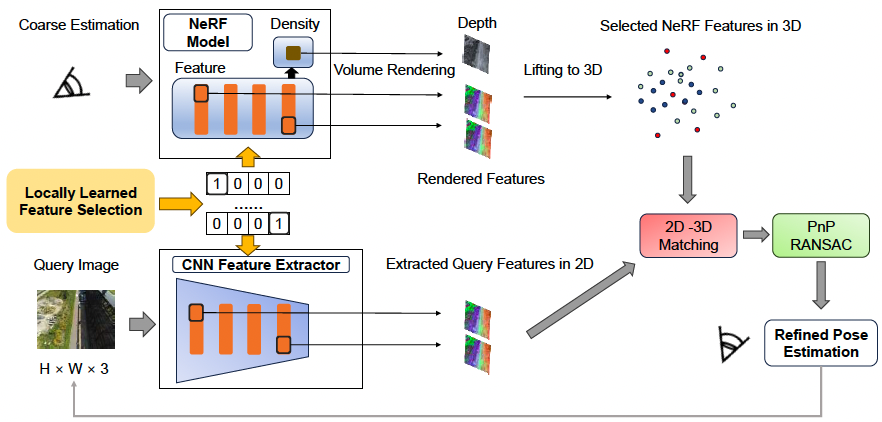 Coarse Estimation
NeRF
Model
Density
Feature
Volume Rendering
Depth
Lifting to 3D
Selected NeRF Features in 3D
Rendered Features
Locally Learned
Feature Selection
1 0 0 0
......
0 0 0 1
2D -3D
Matching
PnP
RANSAC
Query Image
CNN Feature Extractor
Extracted Query Features in 2D
Refined Pose
Estimation
H × W × 3